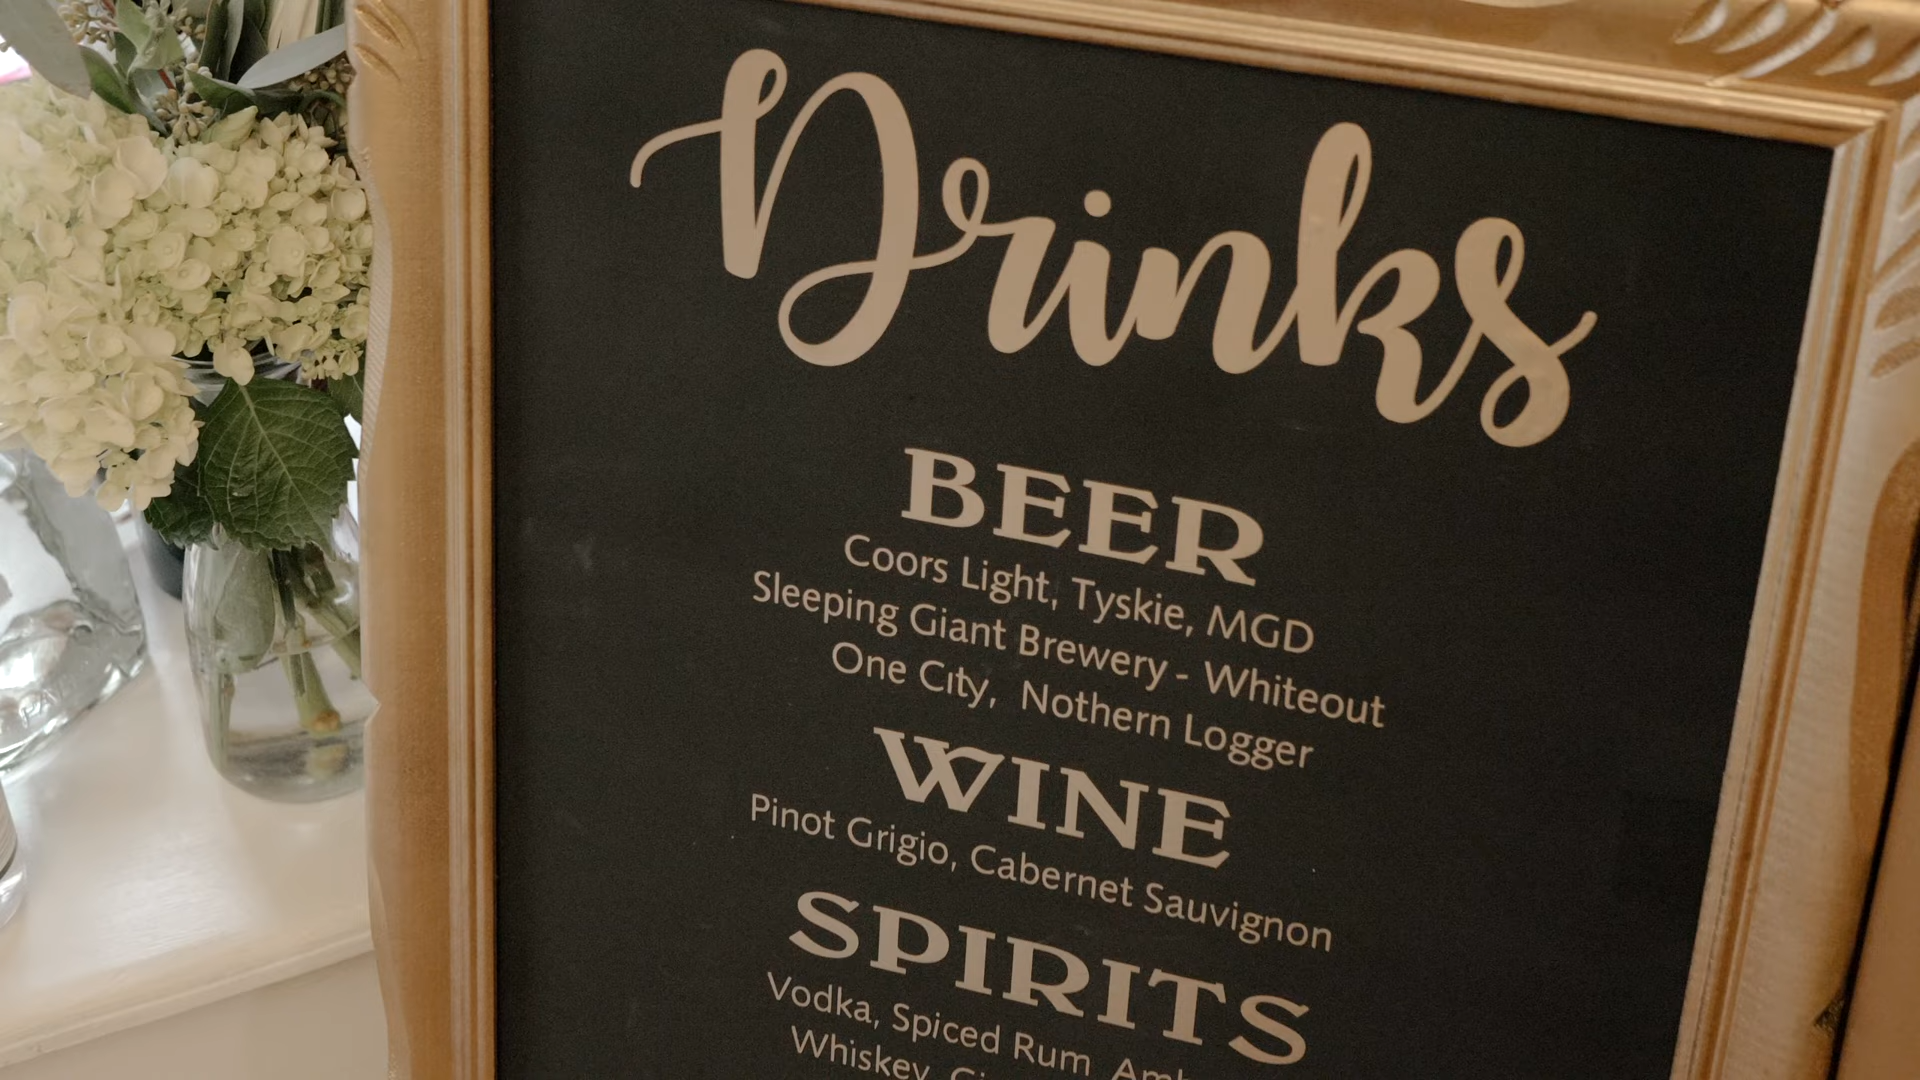 Drinks
BEER
Coors Light, Tyskie, MGD
Sleeping Giant Brewery - Whiteout
One City, Nothern Logger
WINE
Pinot Grigio, Cabernet Sauvignon
SPIRITS
Vodka, Spiced Rum
Whiskey